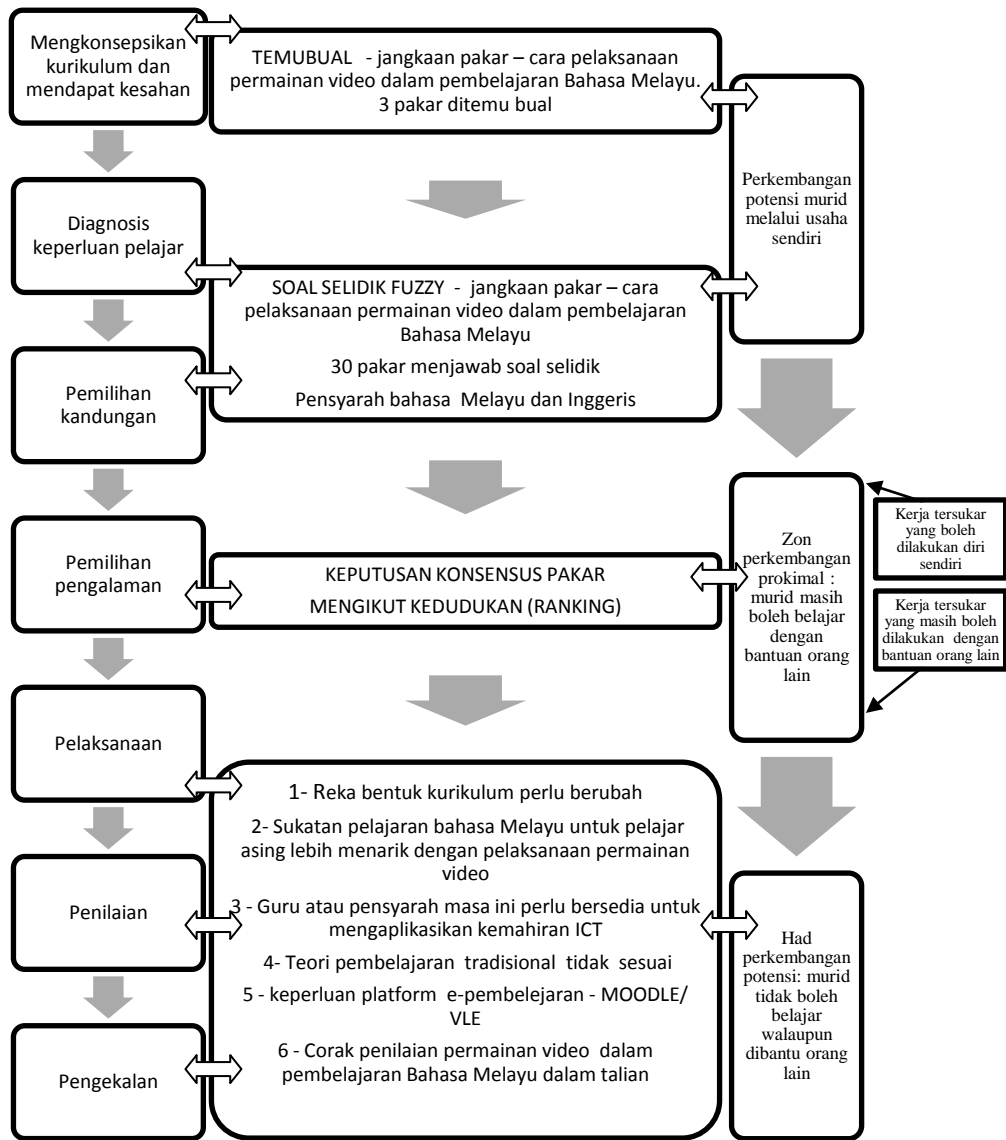 Mengkonsepsikan
kurikulum dan
mendapat kesahan
TEMUBUAL - jangkaan pakar – cara pelaksanaan
permainan video dalam pembelajaran Bahasa Melayu.
3 pakar ditemu bual
Perkembangan
potensi murid
melalui usaha
sendiri
Diagnosis
keperluan pelajar
SOAL SELIDIK FUZZY - jangkaan pakar – cara
pelaksanaan permainan video dalam pembelajaran
Bahasa Melayu
30 pakar menjawab soal selidik
Pensyarah bahasa Melayu dan Inggeris
Pemilihan
kandungan
Pemilihan
pengalaman
KEPUTUSAN KONSENSUS PAKAR
MENGIKUT KEDUDUKAN (RANKING)
Zon
perkembangan
prokimal :
murid masih
boleh belajar
dengan
bantuan orang
lain
Kerja tersukar
yang boleh
dilakukan diri
sendiri
Kerja tersukar
yang masih boleh
dilakukan dengan
bantuan orang lain
Pelaksanaan
1- Reka bentuk kurikulum perlu berubah
2- Sukatan pelajaran bahasa Melayu untuk pelajar
asing lebih menarik dengan pelaksanaan permainan
video
3 - Guru atau pensyarah masa ini perlu bersedia untuk
mengaplikasikan kemahiran ICT
4- Teori pembelajaran tradisional tidak sesuai
5 - keperluan platform e-pembelejaran - MOODLE/
VLE
6 - Corak penilaian permainan video dalam
pembelajaran Bahasa Melayu dalam talian
Penilaian
Pengekalan
Had
perkembangan
potensi: murid
tidak boleh
belajar
walaupun
dibantu orang
lain